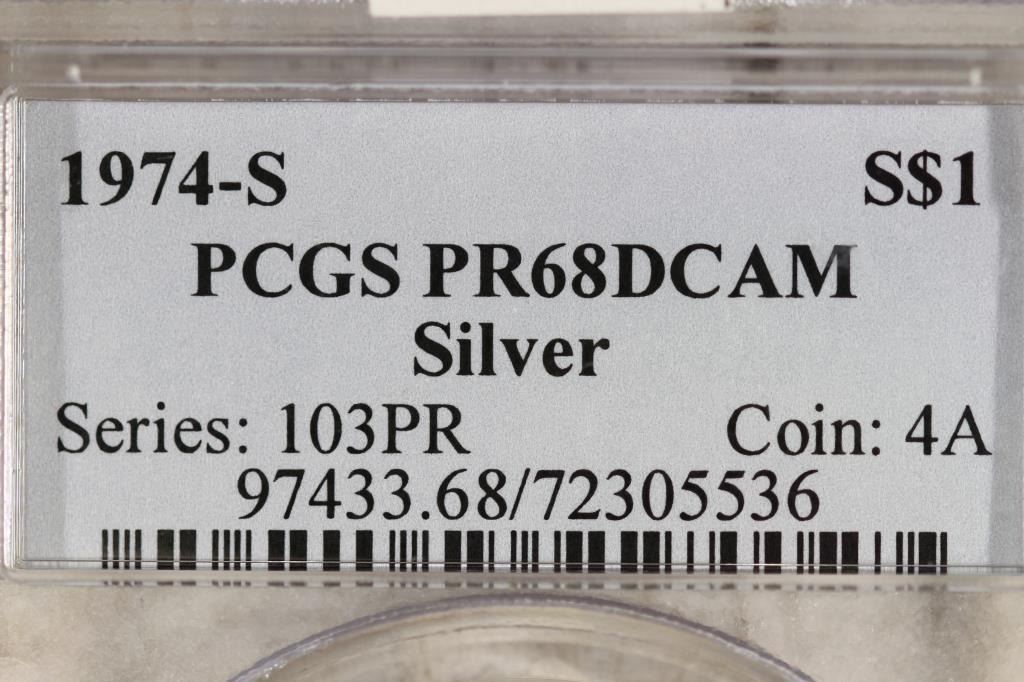 1974-S S$1
PCGS PR68DCAM
Silver
Series: 103PR Coin: 4A
97433.68/72305536